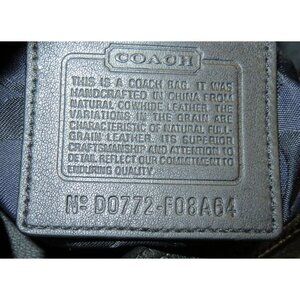 COACH
THIS IS A COACH BAG. IT WAS
HANDCRAFTED IN CHINA FROM
NATURAL COWHIDE LEATHER. THE
VARIATIONS IN THE GRAIN ARE
CHARACTERISTIC OF NATURAL FULL-
GRAIN LEATHER. ITS SUPERIOR
CRAFTSMANSHIP AND ATTENTION TO
DETAIL REFLECT OUR COMMITMENT TO
ENDURING QUALITY.
Nº D0772-F08A64